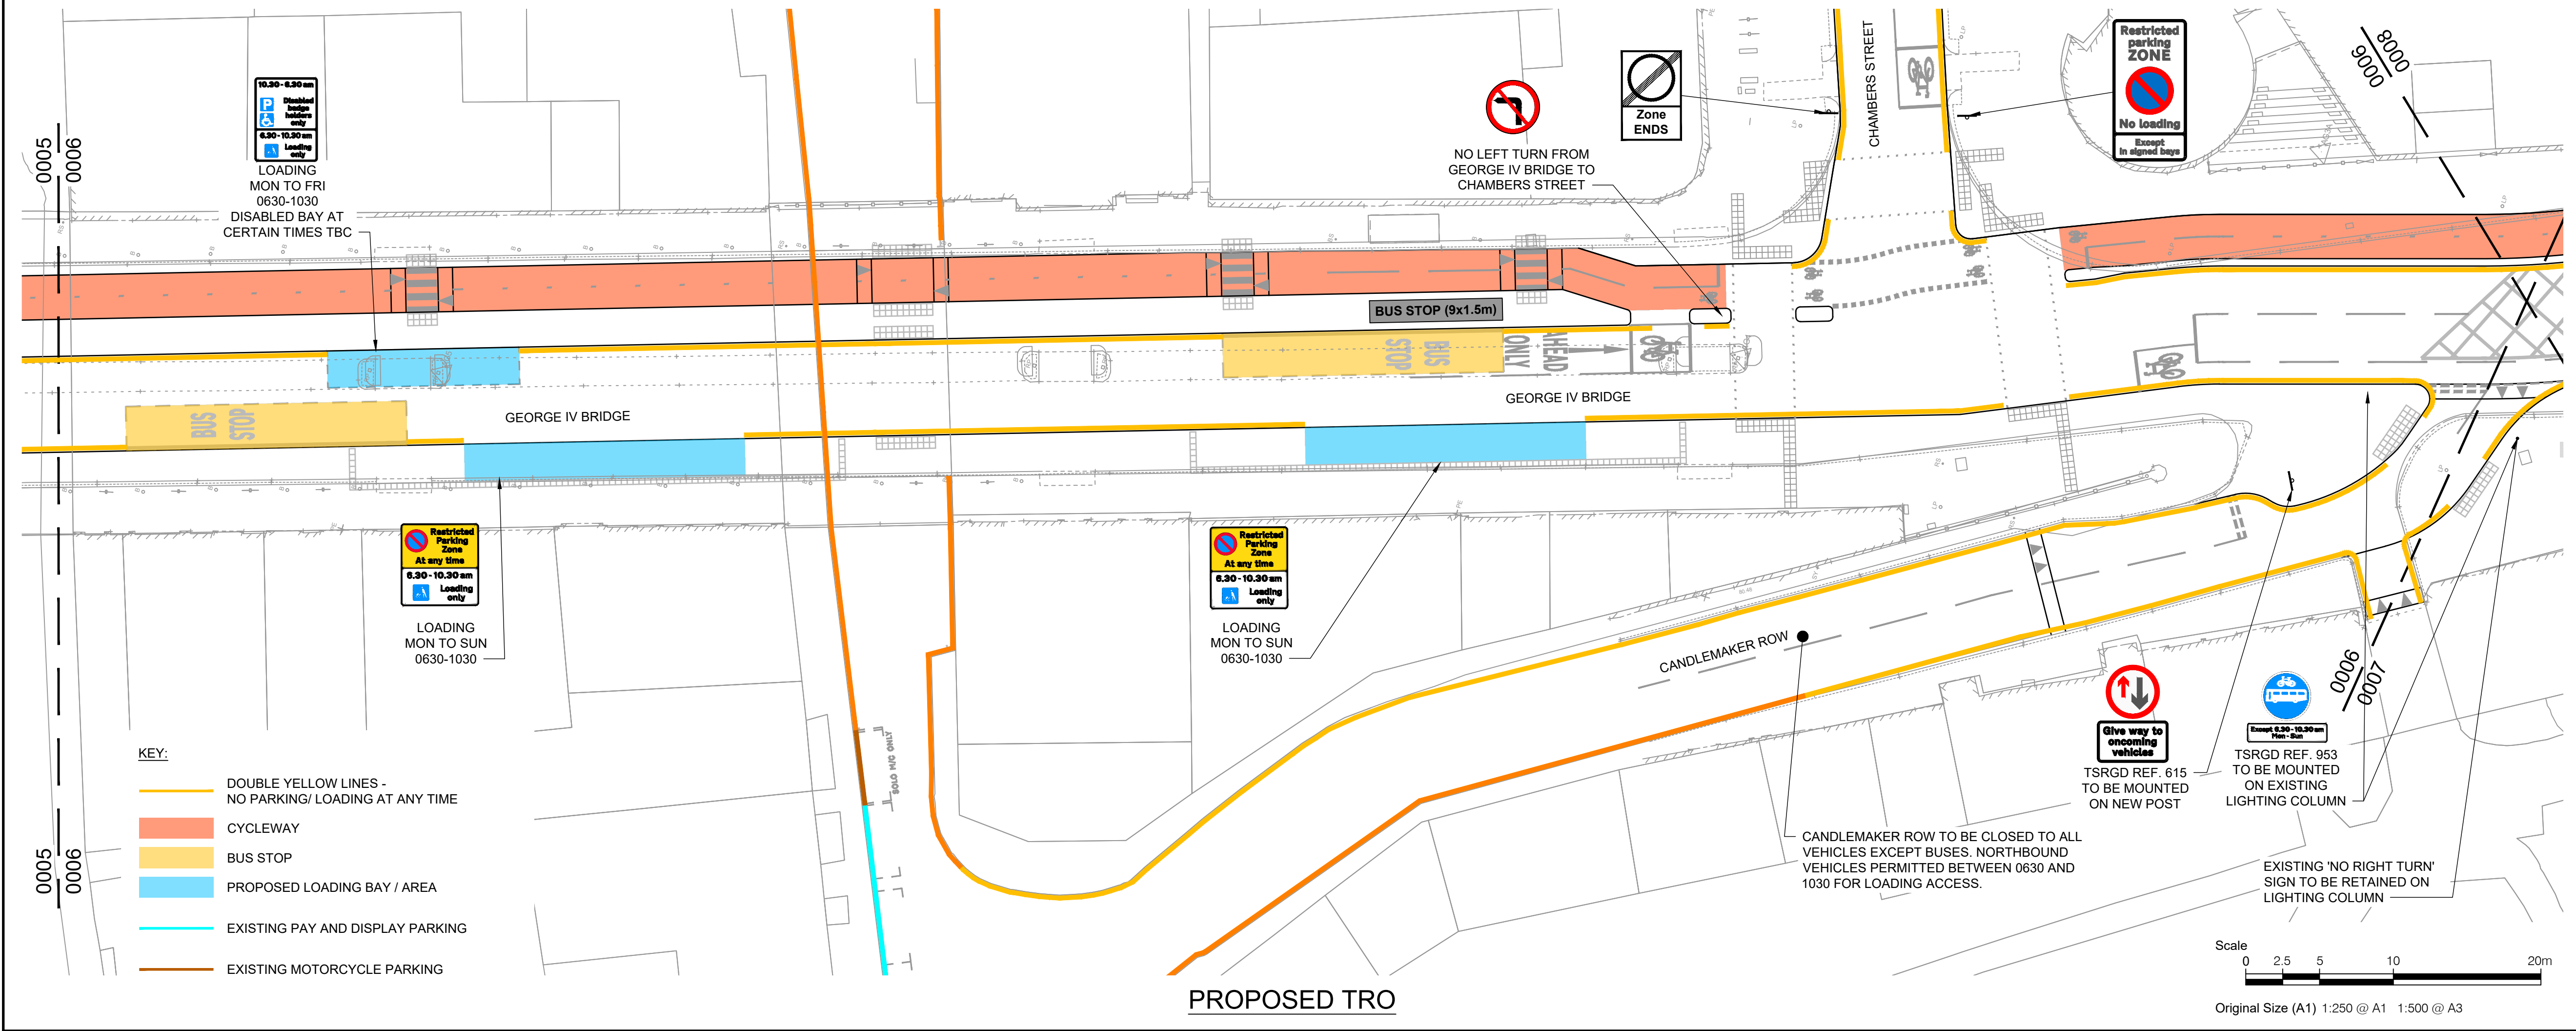 0005
0006
10.30 - 6.30 am
P
Disabled
badge
holders
only
6.30 - 10.30 am
Loading
only
LOADING
MON TO FRI
0630-1030
DISABLED BAY AT
CERTAIN TIMES TBC
NO LEFT TURN FROM
GEORGE IV BRIDGE TO
CHAMBERS STREET
Zone
ENDS
CHAMBERS STREET
Restricted
parking
ZONE
No loading
Except
in signed bays
0006
0008
BUS STOP (9x1.5m)
BUS
STOP
AHEAD
ONLY
BUS
STOP
GEORGE IV BRIDGE
GEORGE IV BRIDGE
Restricted
Parking
Zone
At any time
6.30 - 10.30 am
Loading
only
LOADING
MON TO SUN
0630-1030
Restricted
Parking
Zone
At any time
6.30 - 10.30 am
Loading
only
LOADING
MON TO SUN
0630-1030
CANDLEMAKER ROW
SOLO M/C ONLY
0006
0007
Give way to
oncoming
vehicles
TSRGD REF. 615
TO BE MOUNTED
ON NEW POST
Except 6.30 - 10.30 am
Mon - Sun
TSRGD REF. 953
TO BE MOUNTED
ON EXISTING
LIGHTING COLUMN
CANDLEMAKER ROW TO BE CLOSED TO ALL
VEHICLES EXCEPT BUSES. NORTHBOUND
VEHICLES PERMITTED BETWEEN 0630 AND
1030 FOR LOADING ACCESS.
EXISTING 'NO RIGHT TURN'
SIGN TO BE RETAINED ON
LIGHTING COLUMN
KEY:
DOUBLE YELLOW LINES -
NO PARKING/ LOADING AT ANY TIME
CYCLEWAY
BUS STOP
PROPOSED LOADING BAY / AREA
EXISTING PAY AND DISPLAY PARKING
EXISTING MOTORCYCLE PARKING
0005
0006
PROPOSED TRO
Scale
0 2.5 5 10 20m
Original Size (A1) 1:250 @ A1 1:500 @ A3